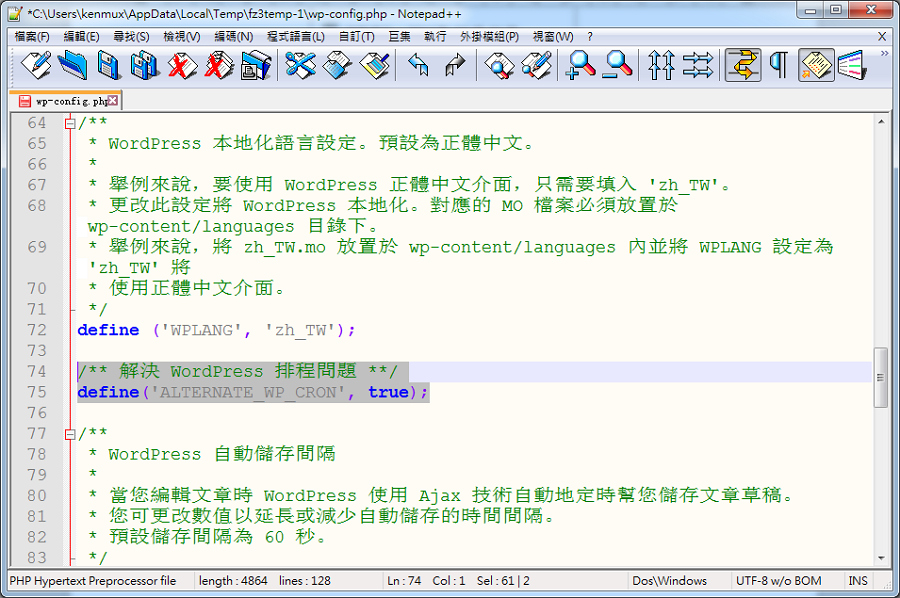 *C:\Users\kenmux\AppData\Local\Temp\fz3temp-1\wp-config.php - Notepad++
檔案(F) 編輯(E) 尋找(S) 檢視(V) 編碼(N) 程式語言(L) 自訂(T) 巨集 執行 外掛模組(P) 視窗(W) ? X
wp-config.php
64 /**
65 * WordPress 本地化語言設定。預設為正體中文。
66 *
67 * 舉例來說，要使用 WordPress 正體中文介面，只需要填入 'zh_TW'。
68 * 更改此設定將 WordPress 本地化。對應的 MO 檔案必須放置於
wp-content/languages 目錄下。
69 * 舉例來說，將 zh_TW.mo 放置於 wp-content/languages 內並將 WPLANG 設定為
'zh_TW' 將
70 * 使用正體中文介面。
71 */
72 define ('WPLANG', 'zh_TW');
73
74 /** 解決 WordPress 排程問題 **/
75 define('ALTERNATE_WP_CRON', true);
76
77 /**
78 * WordPress 自動儲存間隔
79 *
80 * 當您編輯文章時 WordPress 使用 Ajax 技術自動地定時幫您儲存文章草稿。
81 * 您可更改數值以延長或減少自動儲存的時間間隔。
82 * 預設儲存間隔為 60 秒。
83 */
PHP Hypertext Preprocessor file length : 4864 lines : 128 Ln : 74 Col : 1 Sel : 61 | 2 Dos\Windows UTF-8 w/o BOM INS